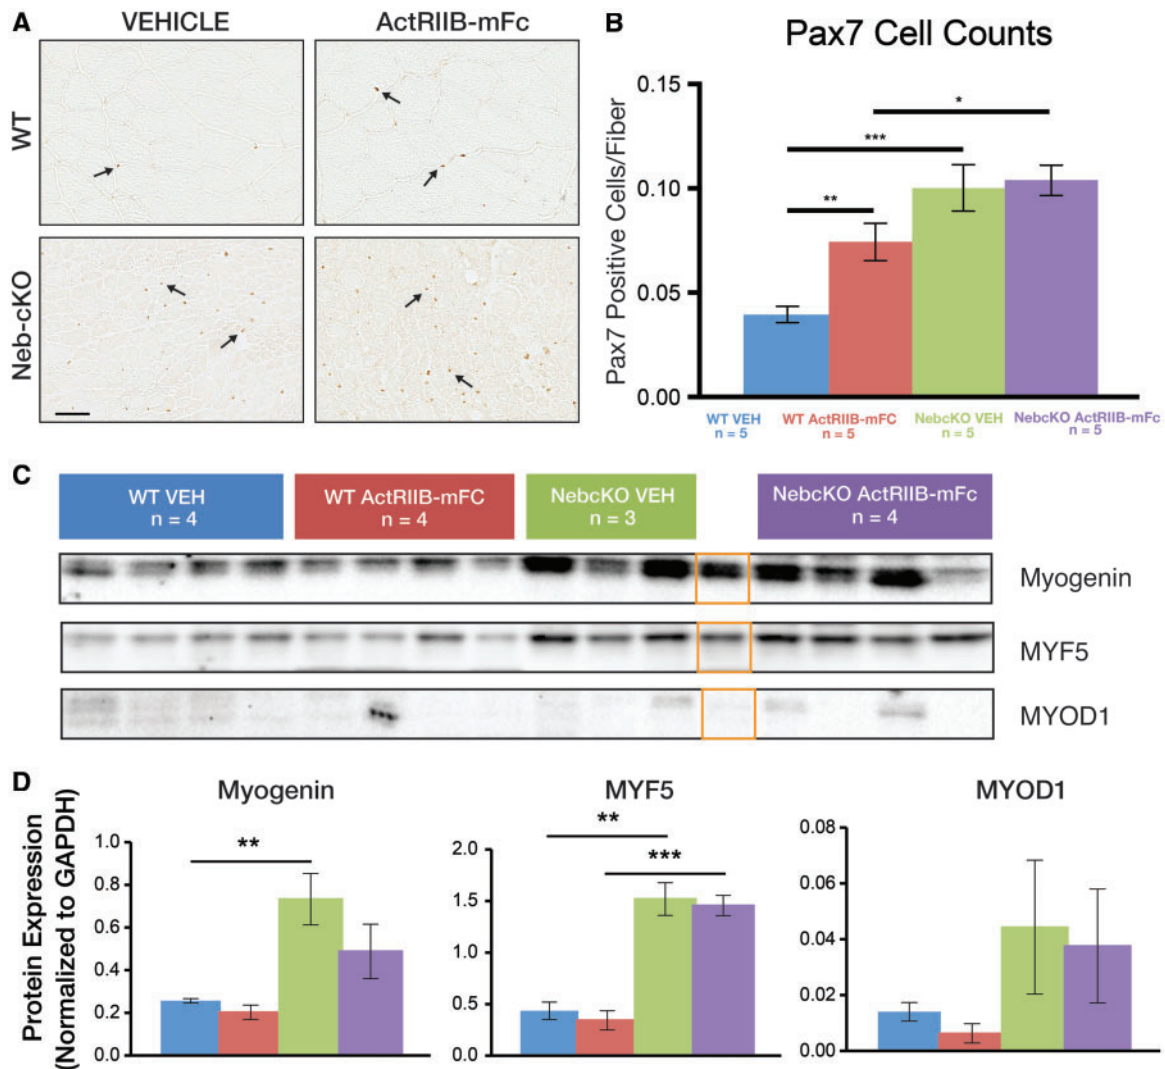 A
VEHICLE
ActRIIB-mFc
WT
Neb-cKO
B
Pax7 Cell Counts
Pax7 Positive Cells/Fiber
0.15
0.10
0.05
0.00
*
***
**
WT VEH
n = 5
WT ActRIIB-mFC
n = 5
NebcKO VEH
n = 5
NebcKO ActRIIB-mFc
n = 5
C
WT VEH
n = 4
WT ActRIIB-mFC
n = 4
NebcKO VEH
n = 3
NebcKO ActRIIB-mFc
n = 4
Myogenin
MYF5
MYOD1
D
Protein Expression
(Normalized to GAPDH)
Myogenin
1.0
0.8
0.6
0.4
0.2
0.0
**
MYF5
2.0
1.5
1.0
0.5
0.0
**
***
MYOD1
0.08
0.06
0.04
0.02
0.00